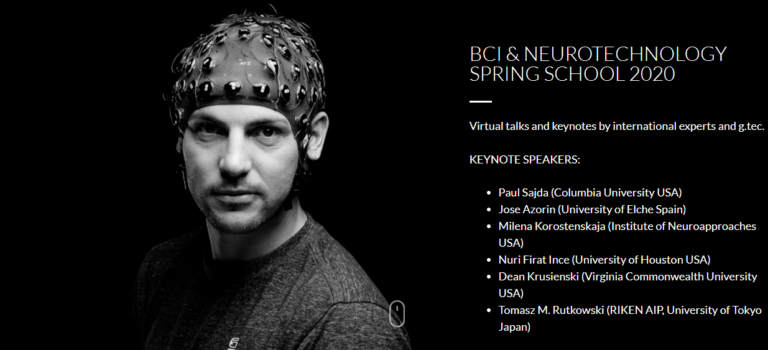 BCI & NEUROTECHNOLOGY
SPRING SCHOOL 2020
Virtual talks and keynotes by international experts and g.tec.
KEYNOTE SPEAKERS:
• Paul Sajda (Columbia University USA)
• Jose Azorin (University of Elche Spain)
• Milena Korostenskaja (Institute of Neuroapproaches
USA)
• Nuri Firat Ince (University of Houston USA)
• Dean Krusienski (Virginia Commonwealth University
USA)
• Tomasz M. Rutkowski (RIKEN AIP, University of Tokyo
Japan)